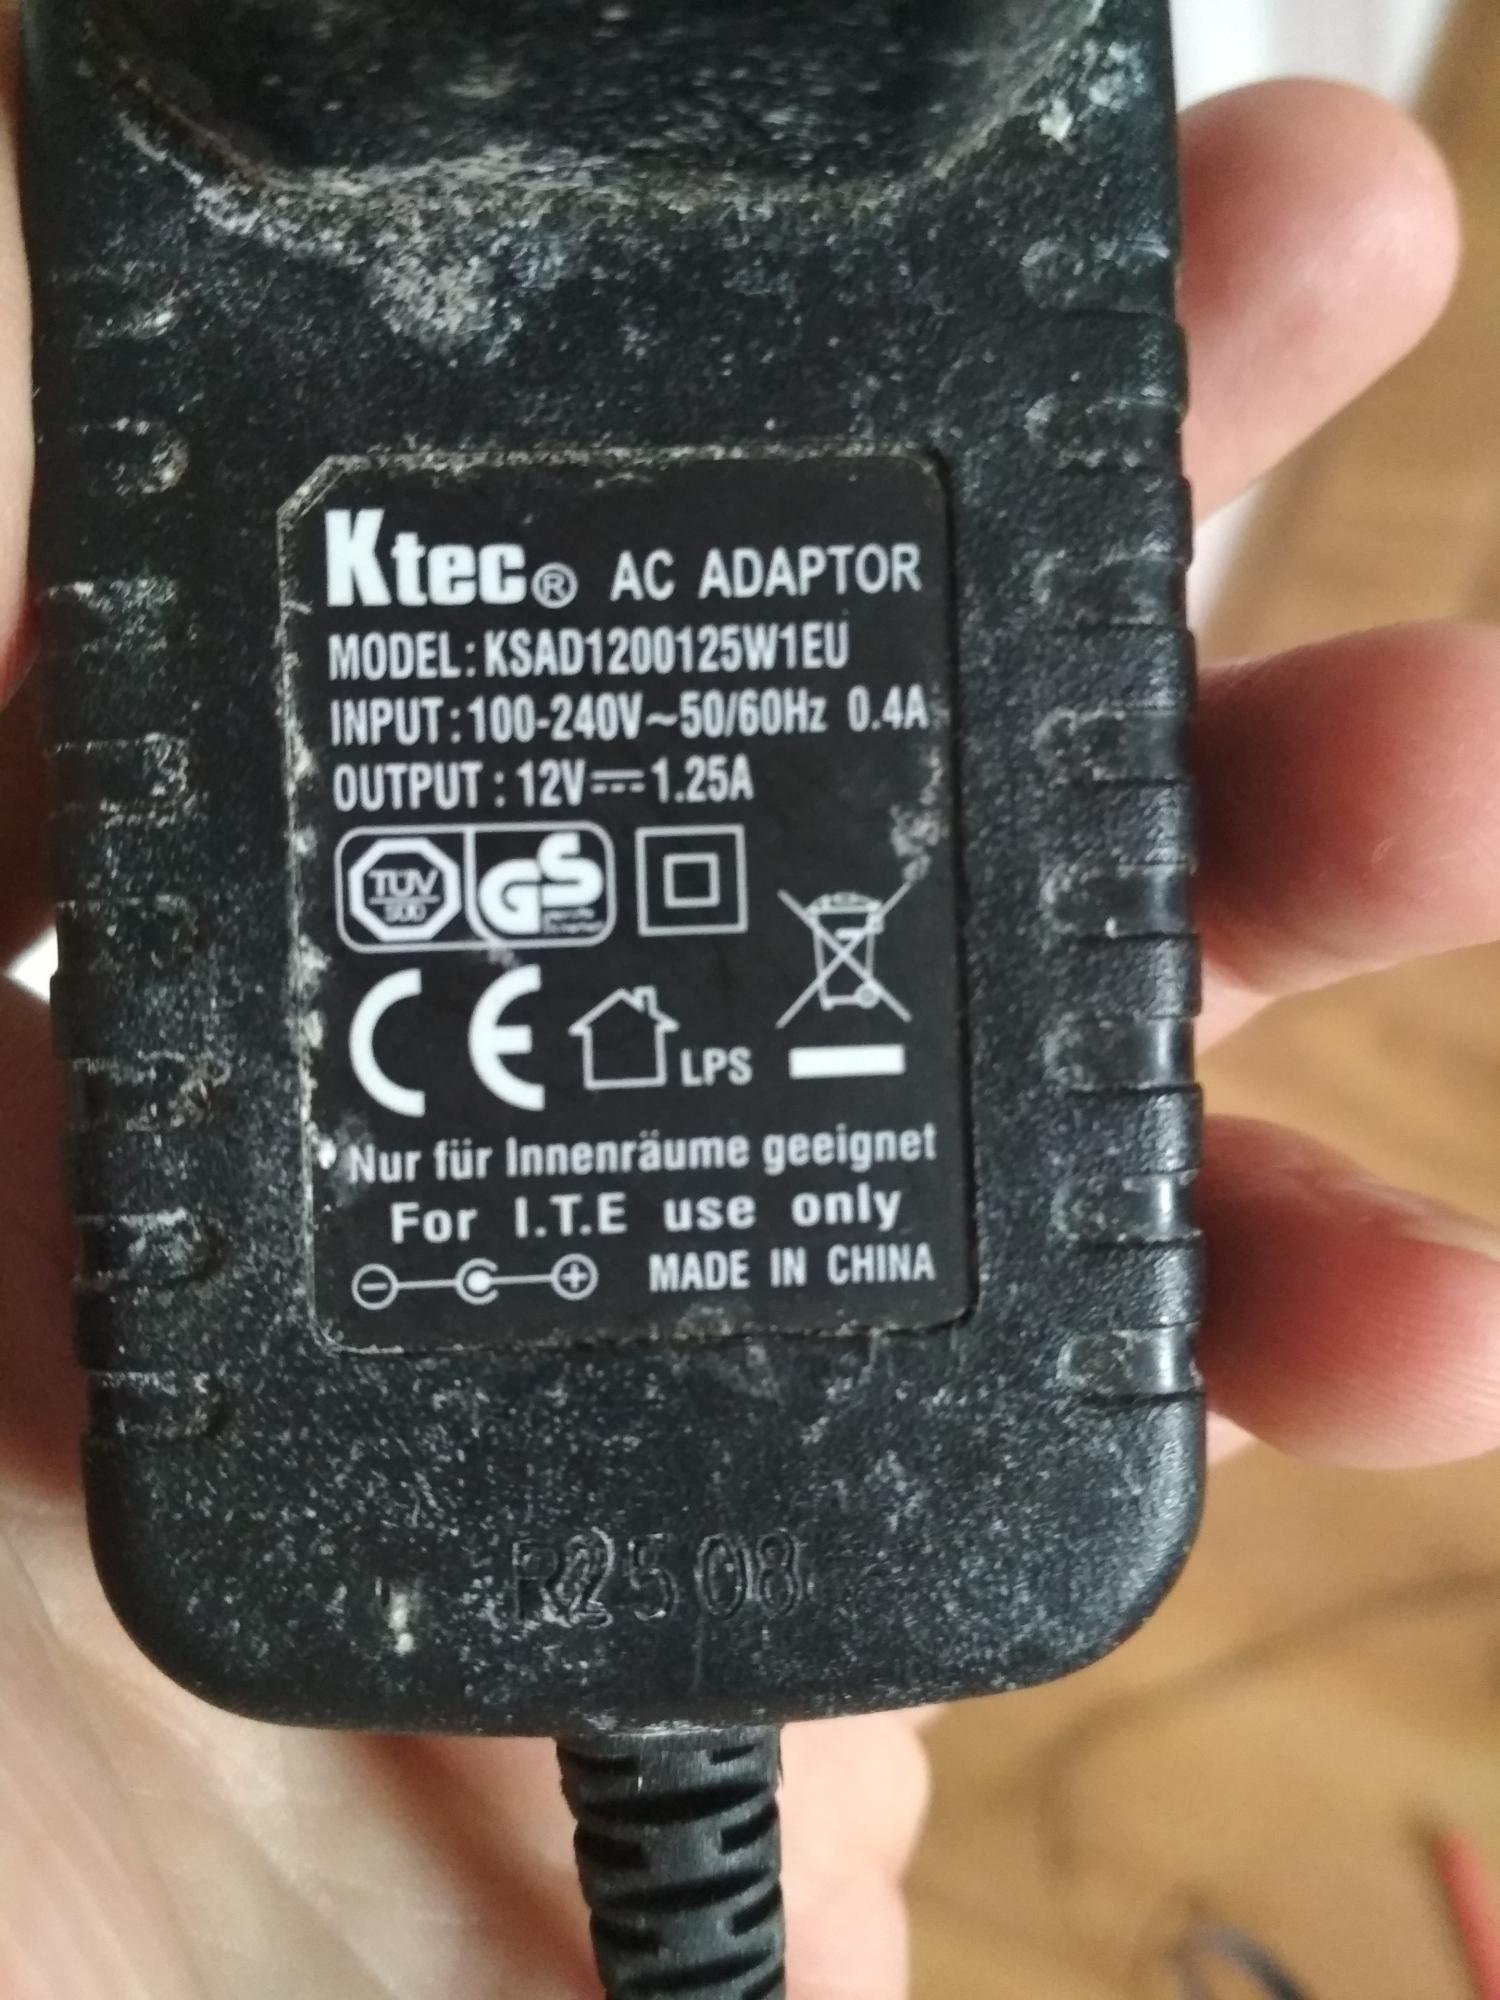 Ktec® AC ADAPTOR
MODEL: KSAD1200125W1EU
INPUT: 100-240V~50/60Hz 0.4A
OUTPUT: 12V⎓1.25A
TÜV
SÜD
GS
CE
LPS
Nur für Innenräume geeignet
For I.T.E use only
MADE IN CHINA
R2508